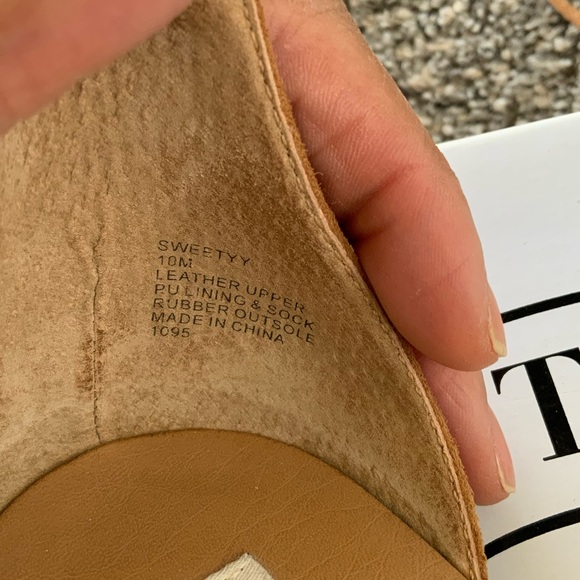 SWEETYY
10M
LEATHER UPPER
PU LINING & SOCK
RUBBER OUTSOLE
MADE IN CHINA
1095
T